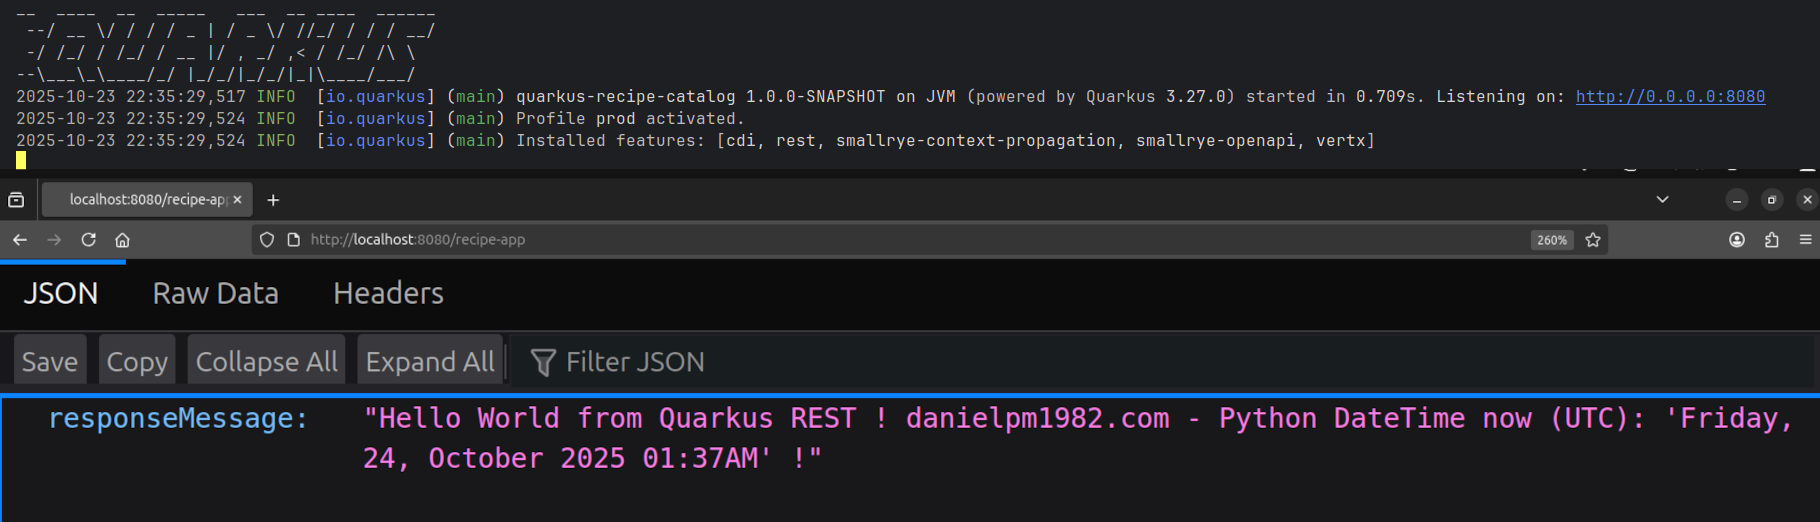 __  ____  __  _____   ___  __ ____  ______
 --/ __ \/ / / / _ | / _ \/ //_/ / / / __/
 -/ /_/ / /_/ / __ |/ , _/ ,< / /_/ /\ \
--\___\_\____/_/ |_/_/|_/_/|_|\____/___/
2025-10-23 22:35:29,517 INFO  [io.quarkus] (main) quarkus-recipe-catalog 1.0.0-SNAPSHOT on JVM (powered by Quarkus 3.27.0) started in 0.709s. Listening on: http://0.0.0.0:8080
2025-10-23 22:35:29,524 INFO  [io.quarkus] (main) Profile prod activated.
2025-10-23 22:35:29,524 INFO  [io.quarkus] (main) Installed features: [cdi, rest, smallrye-context-propagation, smallrye-openapi, vertx]
localhost:8080/recipe-app
http://localhost:8080/recipe-app 260%
JSON Raw Data Headers
Save Copy Collapse All Expand All Filter JSON
responseMessage: "Hello World from Quarkus REST ! danielpm1982.com - Python DateTime now (UTC): 'Friday,
24, October 2025 01:37AM' !"